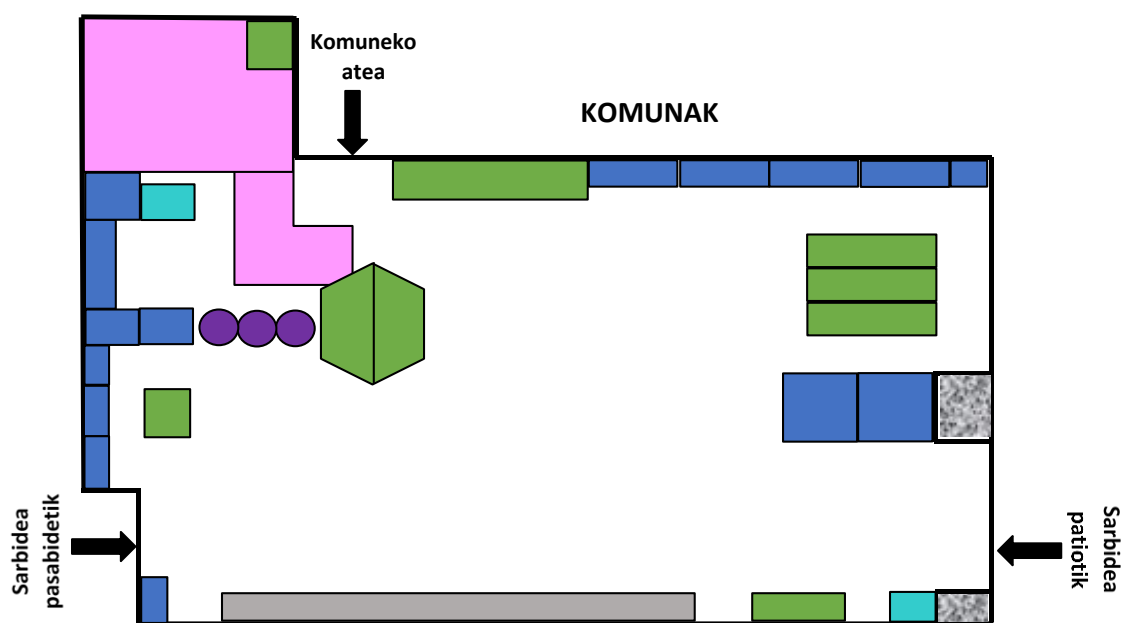 Komuneko
atea
KOMUNAK
Sarbidea
pasabidetik
Sarbidea
patiotik